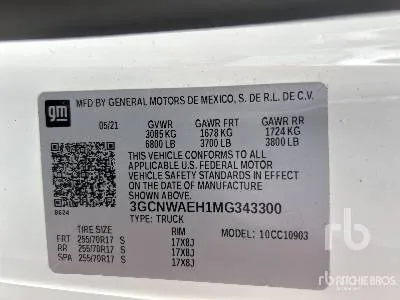 gm
MFD BY GENERAL MOTORS DE MEXICO, S. DE R.L. DE C.V.
05/21 GVWR GAWR FRT GAWR RR
3085 KG 1678 KG 1724 KG
6800 LB 3700 LB 3800 LB
THIS VEHICLE CONFORMS TO ALL
APPLICABLE U.S. FEDERAL MOTOR
VEHICLE SAFETY STANDARDS IN EFFECT
ON THE DATE OF MANUFACTURE
SHOWN ABOVE.
8624 3GCNWAEH1MG343300
TYPE: TRUCK
TIRE SIZE RIM MODEL: 10CC10903
FRT 255/70R17 S 17X8J
RR 255/70R17 S 17X8J
SPA 255/70R17 S 17X8J
rb
rb ritchie bros.